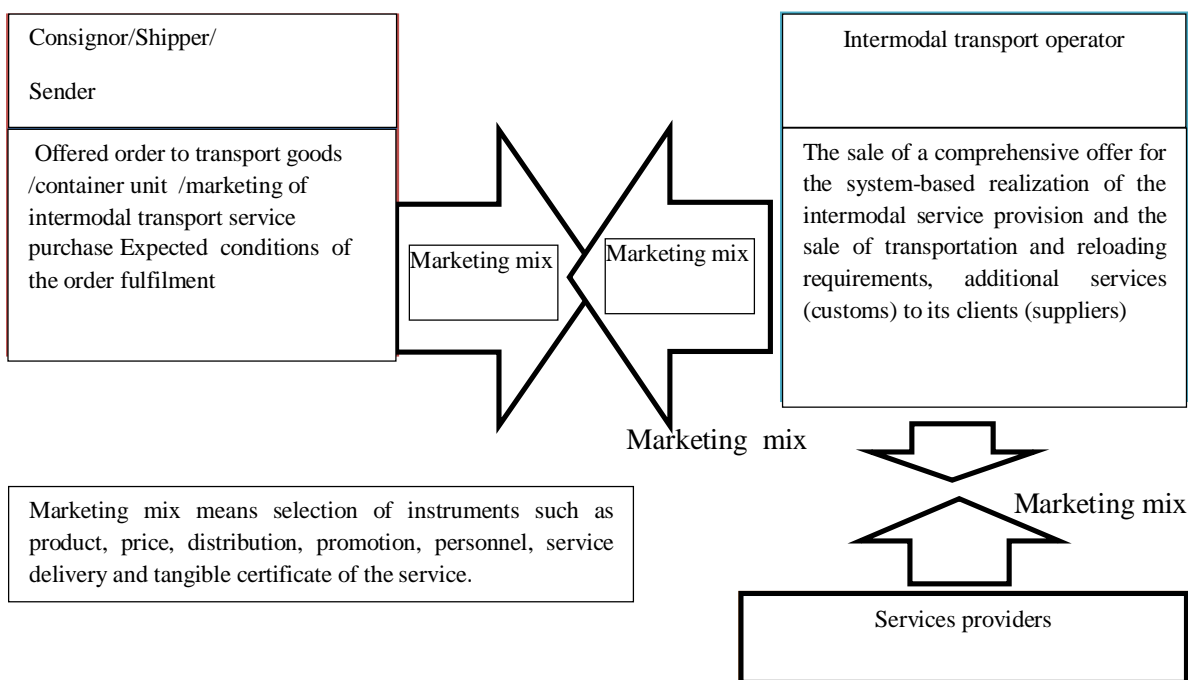 Consignor/Shipper/
Sender
Offered order to transport goods
/container unit /marketing of
intermodal transport service
purchase Expected conditions of
the order fulfilment
Marketing mix
Marketing mix
Intermodal transport operator
The sale of a comprehensive offer for
the system-based realization of the
intermodal service provision and the
sale of transportation and reloading
requirements, additional services
(customs) to its clients (suppliers)
Marketing mix
Marketing mix
Marketing mix means selection of instruments such as
product, price, distribution, promotion, personnel, service
delivery and tangible certificate of the service.
Services providers